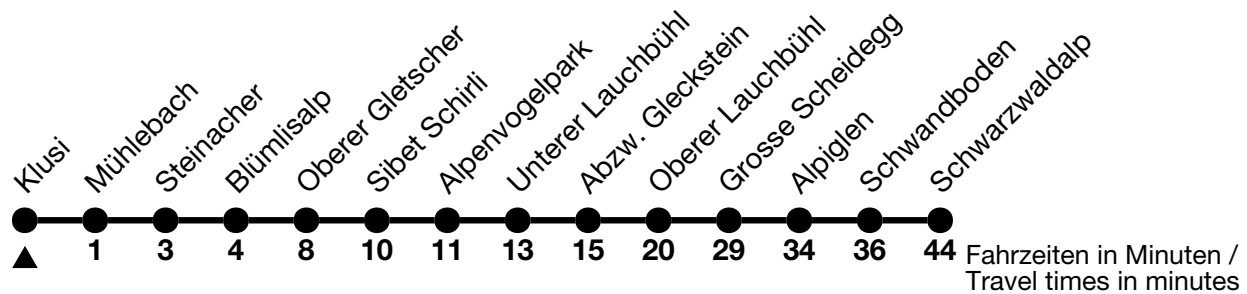 Klusi
Mühlebach
Steinacher
Blümlisalp
Oberer Gletscher
Sibet Schirli
Alpenvogelpark
Unterer Lauchbühl
Abzw. Gleckstein
Oberer Lauchbühl
Grosse Scheidegg
Alpiglen
Schwandboden
Schwarzwaldalp
1 3 4 8 10 11 13 15 20 29 34 36 44
Fahrzeiten in Minuten /
Travel times in minutes